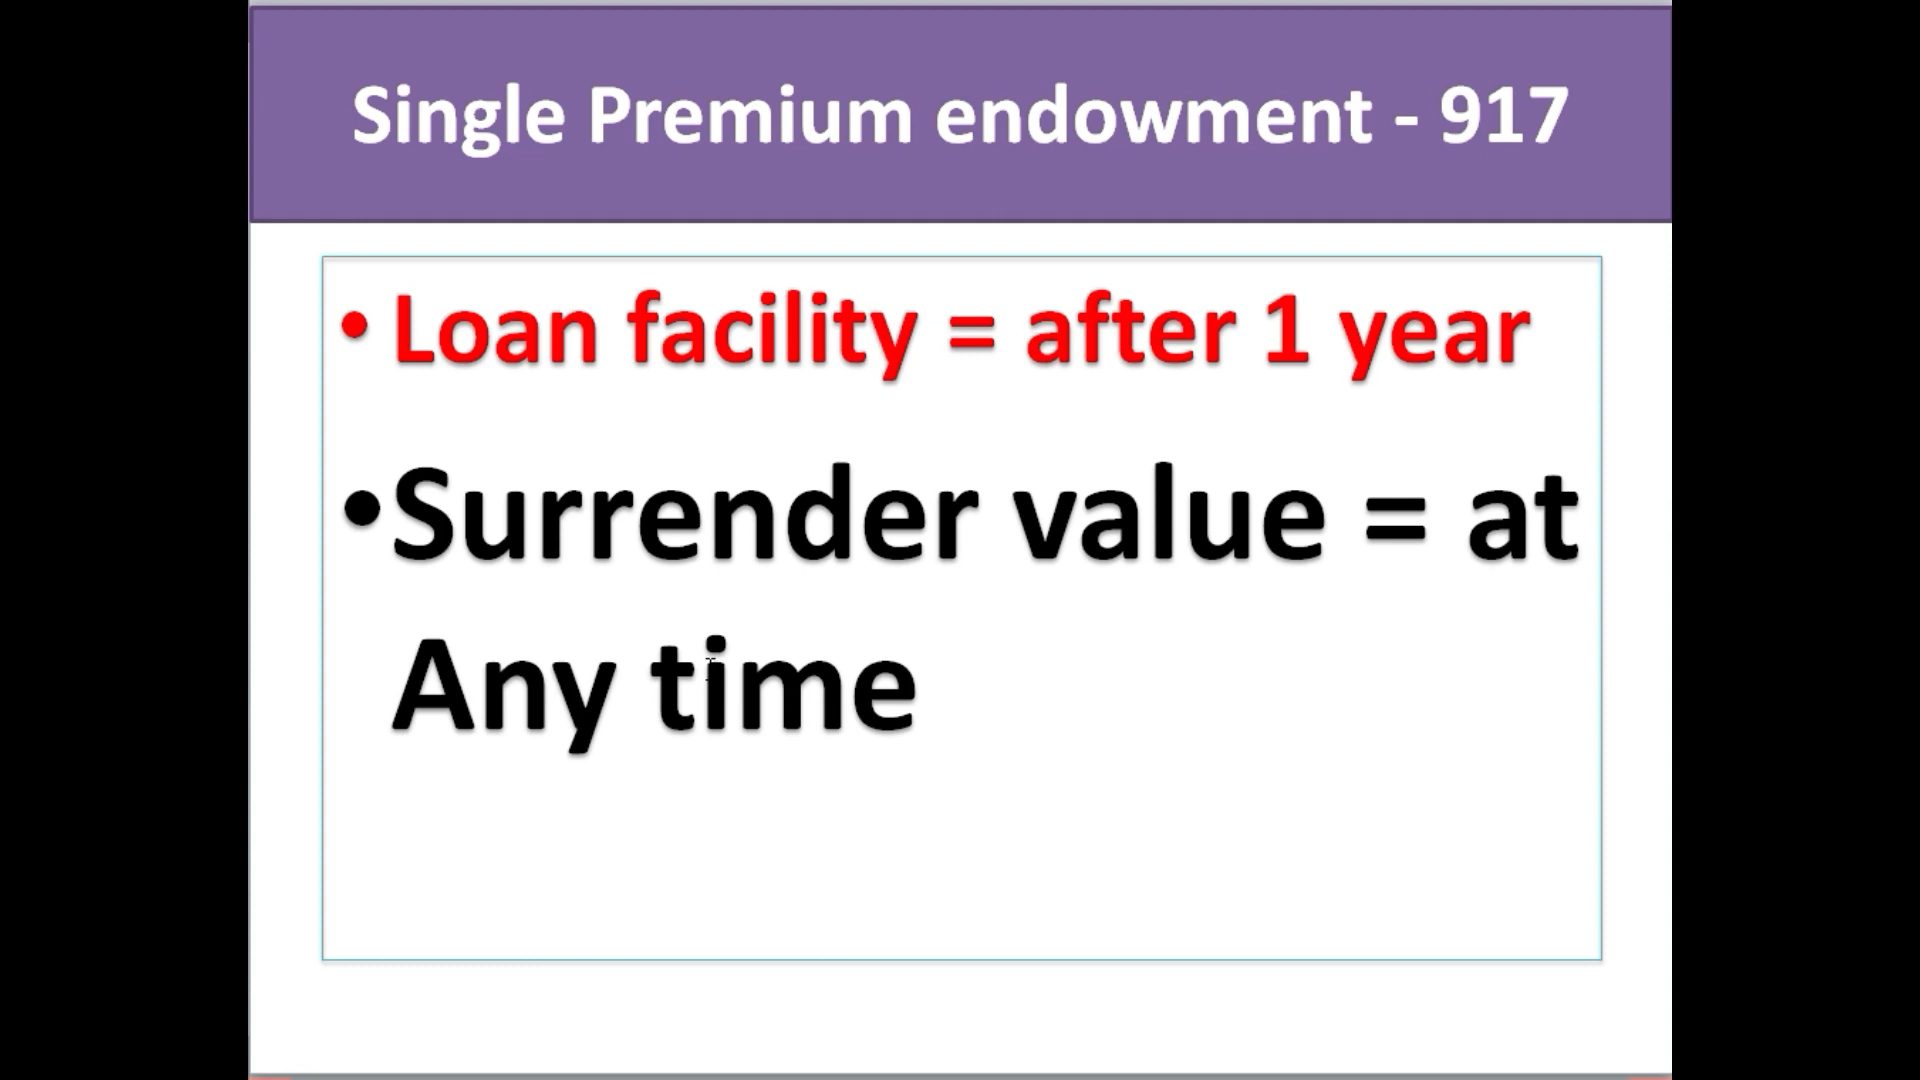 Single Premium endowment - 917
• Loan facility = after 1 year
•Surrender value = at
Any time